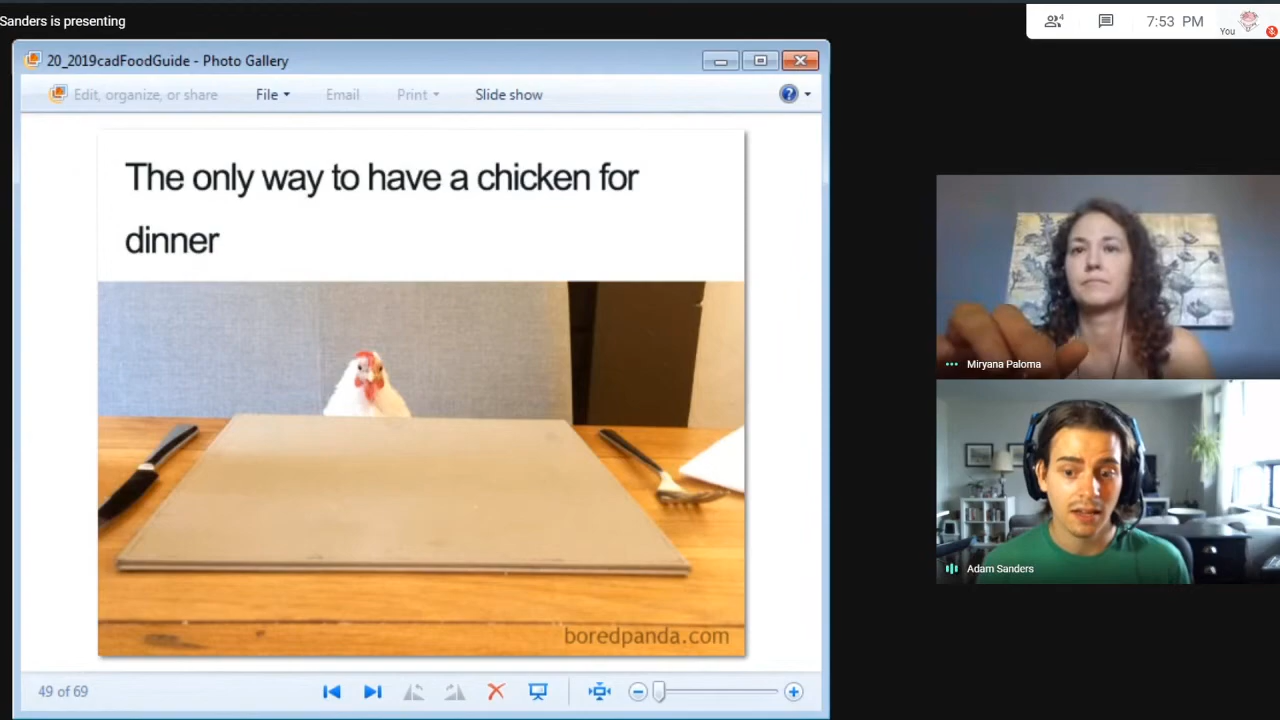 Sanders is presenting
4
7:53 PM
You
20_2019cadFoodGuide - Photo Gallery
Edit, organize, or share
File
Email
Print
Slide show
The only way to have a chicken for
dinner
boredpanda.com
49 of 69
Miryana Paloma
Adam Sanders